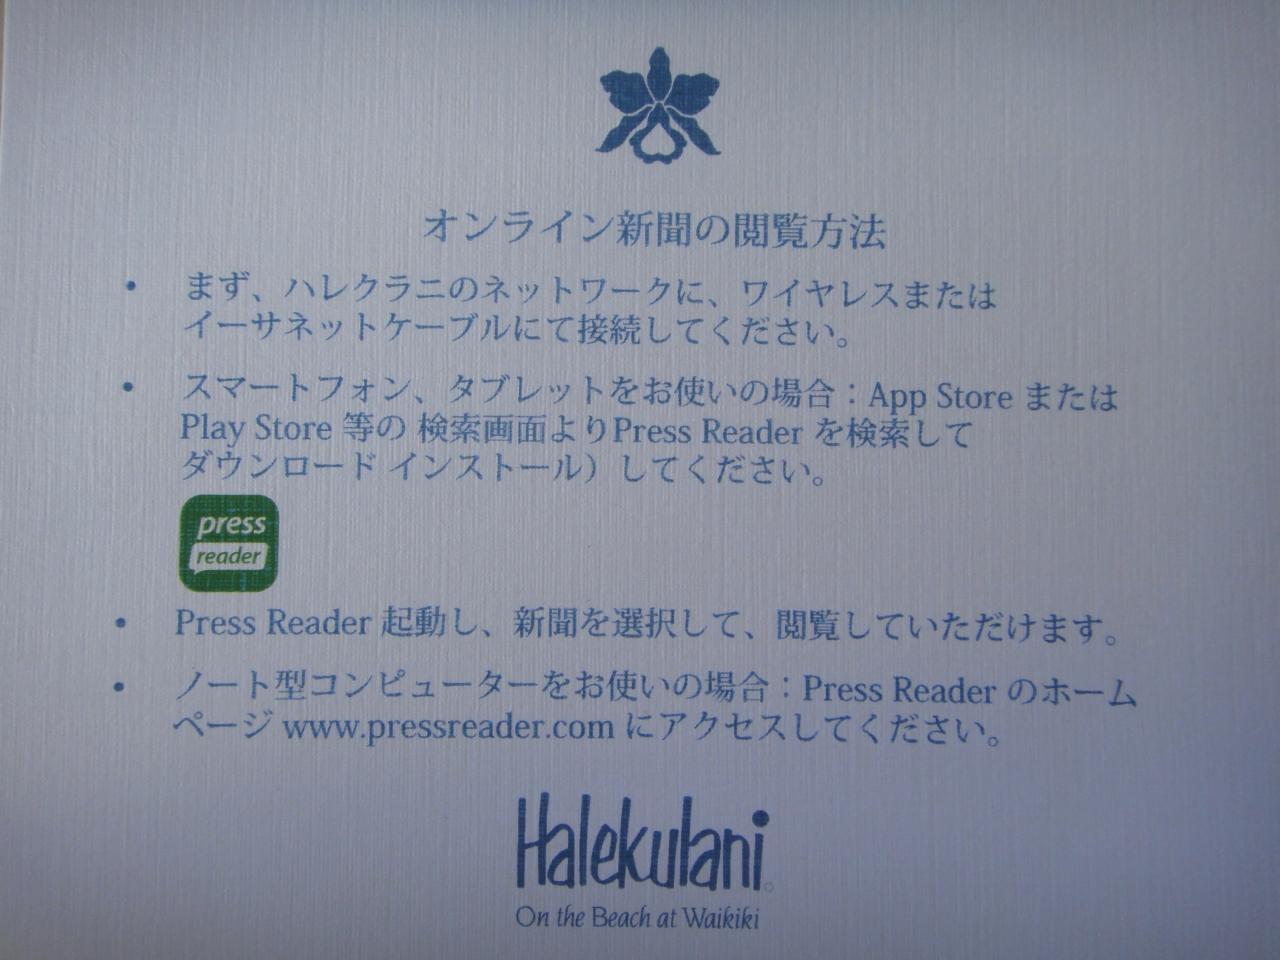 オンライン新聞の閲覧方法
• まず、ハレクラニのネットワークに、ワイヤレスまたは
イーサネットケーブルにて接続してください。
• スマートフォン、タブレットをお使いの場合：App Store または
Play Store 等の 検索画面よりPress Reader を検索して
ダウンロード インストール）してください。
press
reader
• Press Reader 起動し、新聞を選択して、閲覧していただけます。
• ノート型コンピューターをお使いの場合：Press Reader のホーム
ページ www.pressreader.com にアクセスしてください。
Halekulani
On the Beach at Waikiki